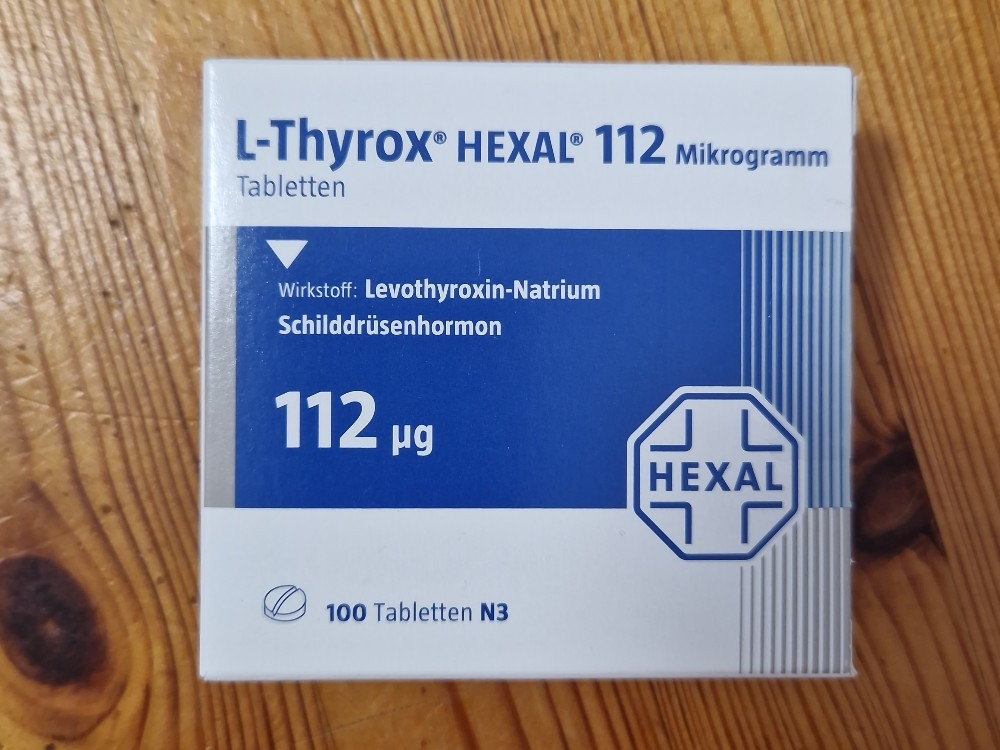 L-Thyrox® HEXAL® 112 Mikrogramm
Tabletten
Wirkstoff: Levothyroxin-Natrium
Schilddrüsenhormon
112 µg
HEXAL
100 Tabletten N3